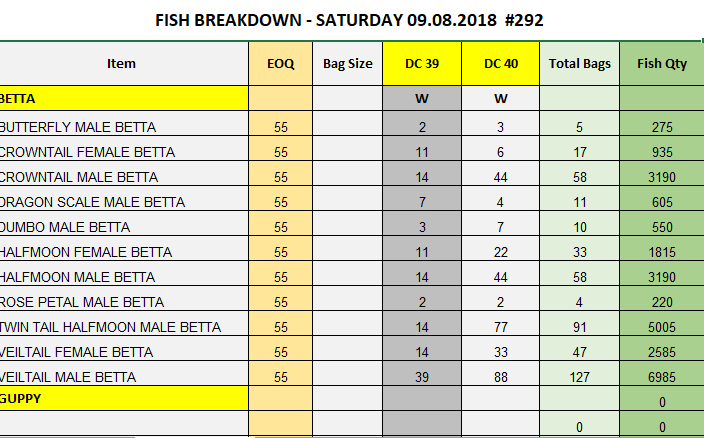 FISH BREAKDOWN - SATURDAY 09.08.2018 #292
Item EOQ Bag Size DC 39 DC 40 Total Bags Fish Qty
BETTA W W
BUTTERFLY MALE BETTA 55 2 3 5 275
CROWNTAIL FEMALE BETTA 55 11 6 17 935
CROWNTAIL MALE BETTA 55 14 44 58 3190
DRAGON SCALE MALE BETTA 55 7 4 11 605
DUMBO MALE BETTA 55 3 7 10 550
HALFMOON FEMALE BETTA 55 11 22 33 1815
HALFMOON MALE BETTA 55 14 44 58 3190
ROSE PETAL MALE BETTA 55 2 2 4 220
TWIN TAIL HALFMOON MALE BETTA 55 14 77 91 5005
VEILTAIL FEMALE BETTA 55 14 33 47 2585
VEILTAIL MALE BETTA 55 39 88 127 6985
GUPPY 0
0 0